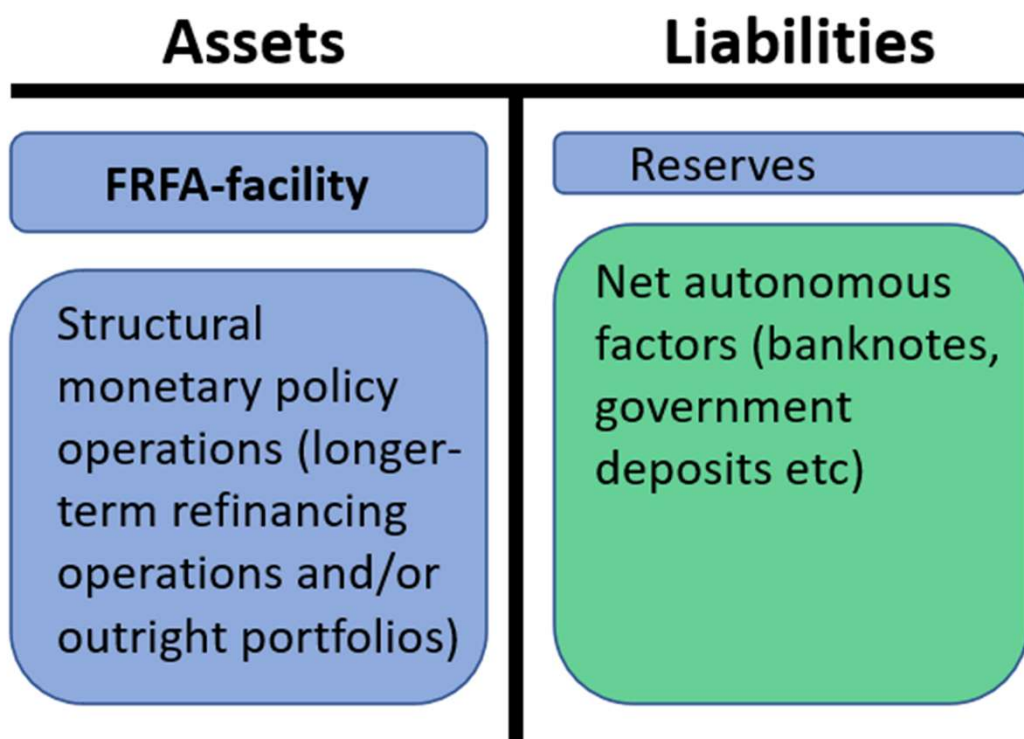 Assets
Liabilities
FRFA-facility
Reserves
Structural
monetary policy
operations (longer-
term refinancing
operations and/or
outright portfolios)
Net autonomous
factors (banknotes,
government
deposits etc)